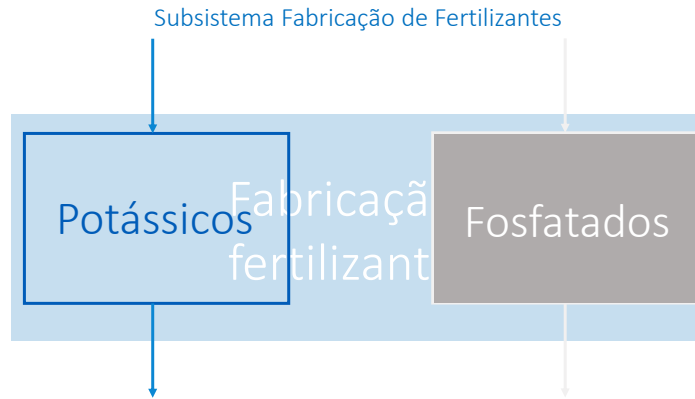 Subsistema Fabricação de Fertilizantes
Potássicos
Fabricaçã
fertilizant
Fosfatados